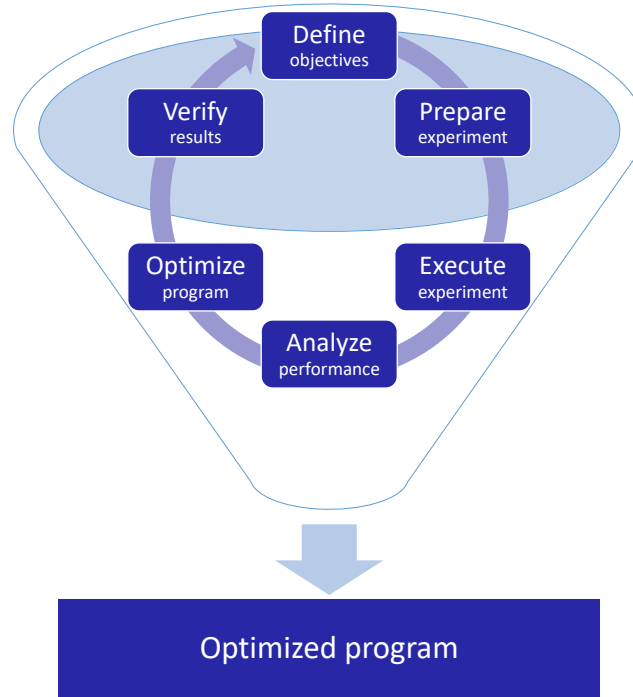 Define
objectives
Prepare
experiment
Execute
experiment
Analyze
performance
Optimize
program
Verify
results
Optimized program